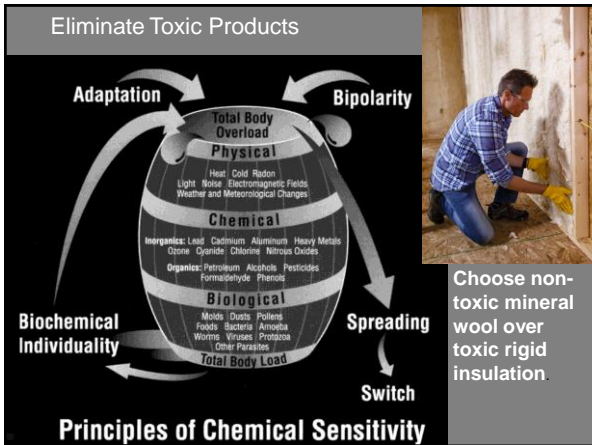 Eliminate Toxic Products
Adaptation
Bipolarity
Total Body
Overload
Physical
Heat Cold Radon
Light Noise Electromagnetic Fields
Weather and Meteorological Changes
Chemical
Inorganics: Lead Cadmium Aluminum Heavy Metals
Ozone Cyanide Chlorine Nitrous Oxides
Organics: Petroleum Alcohols Pesticides
Formaldehyde Phenols
Biological
Molds Dusts Pollens
Foods Bacteria Amoeba
Worms Viruses Protozoa
Other Parasites
Total Body Load
Biochemical
Individuality
Spreading
Switch
Principles of Chemical Sensitivity
Choose non-
toxic mineral
wool over
toxic rigid
insulation.